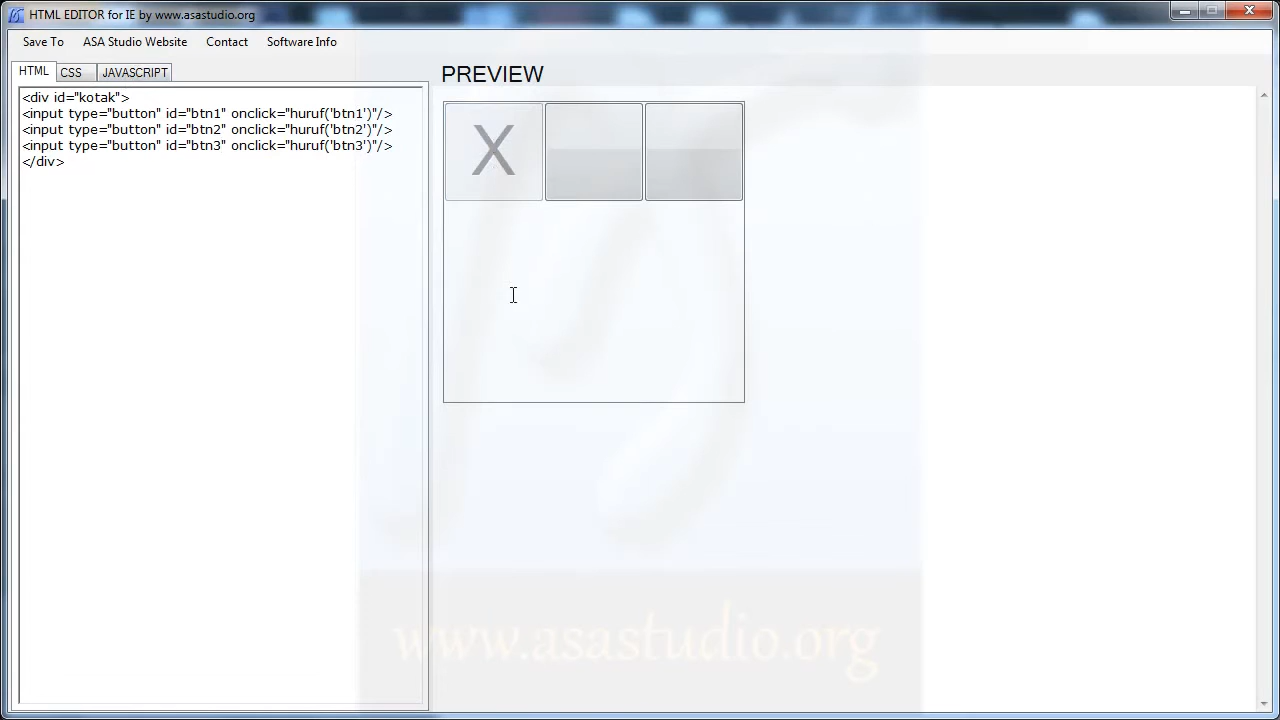 HTML EDITOR for IE by www.asastudio.org
Save To ASA Studio Website Contact Software Info
HTML CSS JAVASCRIPT
PREVIEW
<div id="kotak">
<input type="button" id="btn1" onclick="huruf('btn1')"/>
<input type="button" id="btn2" onclick="huruf('btn2')"/>
<input type="button" id="btn3" onclick="huruf('btn3')"/>
</div>
X
www.asastudio.org